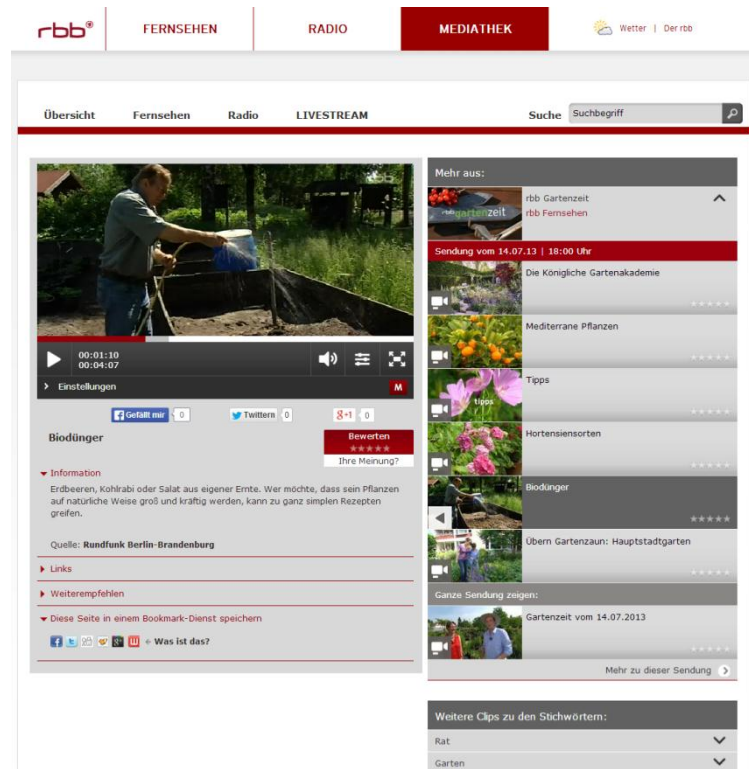 rbb
FERNSEHEN
RADIO
MEDIATHEK
Wetter | Der rbb
Übersicht
Fernsehen
Radio
LIVESTREAM
Suche
Suchbegriff
00:01:10
00:04:07
Einstellungen
M
Gefällt mir
0
Twittern
0
+1
0
Biodünger
Bewerten
Ihre Meinung?
Information
Erdbeeren, Kohlrabi oder Salat aus eigener Ernte. Wer möchte, dass sein Pflanzen
auf natürliche Weise groß und kräftig werden, kann zu ganz simplen Rezepten
greifen.
Quelle: Rundfunk Berlin-Brandenburg
Links
Weiterempfehlen
Diese Seite in einem Bookmark-Dienst speichern
Was ist das?
Mehr aus:
gartenzeit
rbb Gartenzeit
rbb Fernsehen
Sendung vom 14.07.13 | 18:00 Uhr
Die Königliche Gartenakademie
Mediterrane Pflanzen
tipps
Tipps
Hortensiensorten
Biodünger
Übern Gartenzaun: Hauptstadtgarten
Ganze Sendung zeigen:
Gartenzeit vom 14.07.2013
Mehr zu dieser Sendung
Weitere Clips zu den Stichwörtern:
Rat
Garten